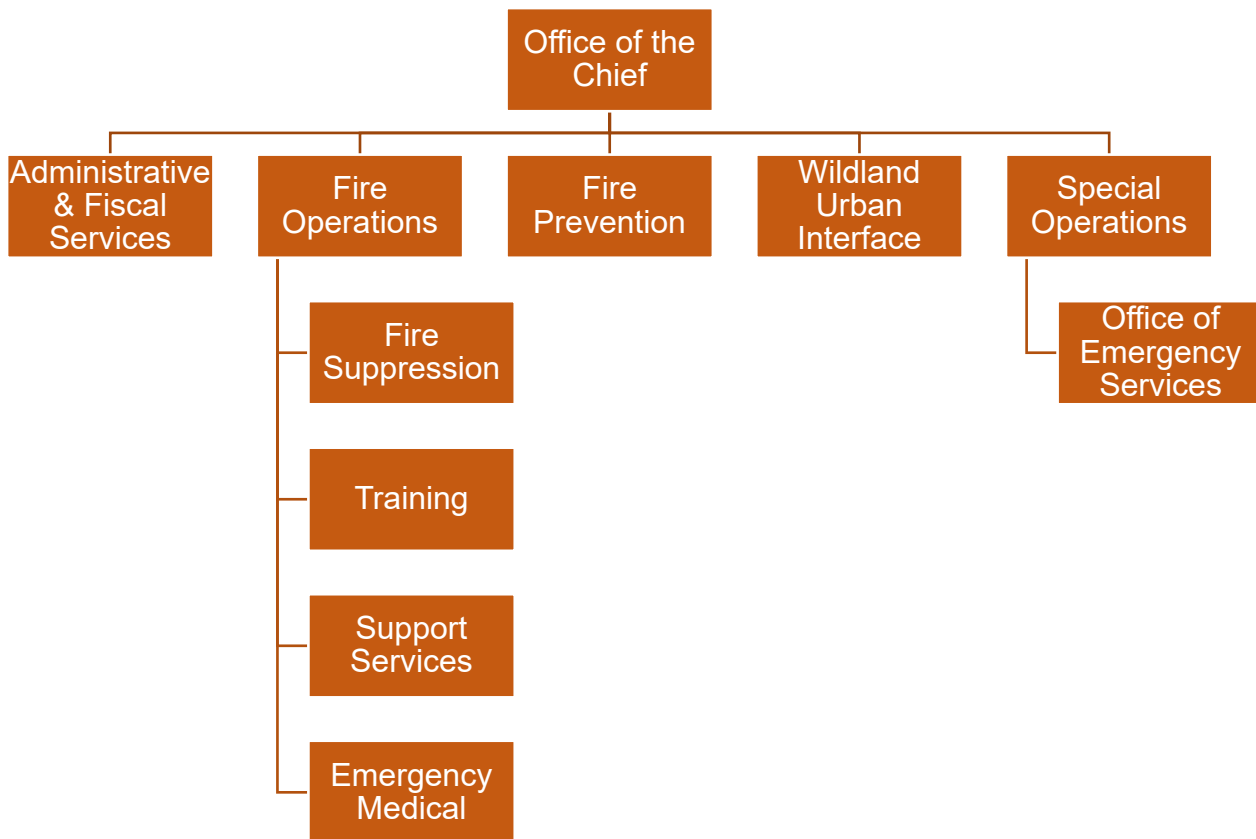 Office of the
Chief
Administrative
& Fiscal
Services
Fire
Operations
Fire
Prevention
Wildland
Urban
Interface
Special
Operations
Fire
Suppression
Training
Support
Services
Emergency
Medical
Office of
Emergency
Services